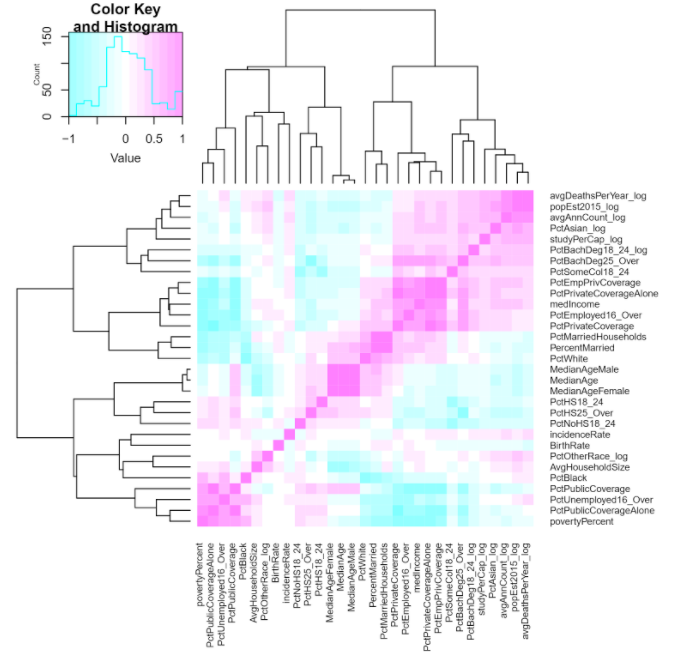 Color Key
and Histogram
Count
0
50
150
−1
0
0.5
1
Value
avgDeathsPerYear_log
popEst2015_log
avgAnnCount_log
PctAsian_log
studyPerCap_log
PctBachDeg18_24_log
PctBachDeg25_Over
PctSomeCol18_24
PctEmpPrivCoverage
PctPrivateCoverageAlone
medIncome
PctEmployed16_Over
PctPrivateCoverage
PctMarriedHouseholds
PercentMarried
PctWhite
MedianAgeMale
MedianAge
MedianAgeFemale
PctHS18_24
PctHS25_Over
PctNoHS18_24
incidenceRate
BirthRate
PctOtherRace_log
AvgHouseholdSize
PctBlack
PctPublicCoverage
PctUnemployed16_Over
PctPublicCoverageAlone
povertyPercent
povertyPercent
PctPublicCoverageAlone
PctUnemployed16_Over
PctPublicCoverage
PctBlack
AvgHouseholdSize
PctOtherRace_log
BirthRate
incidenceRate
PctNoHS18_24
PctHS25_Over
PctHS18_24
MedianAgeFemale
MedianAge
MedianAgeMale
PctWhite
PercentMarried
PctMarriedHouseholds
PctPrivateCoverage
PctEmployed16_Over
medIncome
PctPrivateCoverageAlone
PctEmpPrivCoverage
PctSomeCol18_24
PctBachDeg25_Over
PctBachDeg18_24_log
studyPerCap_log
PctAsian_log
avgAnnCount_log
popEst2015_log
avgDeathsPerYear_log